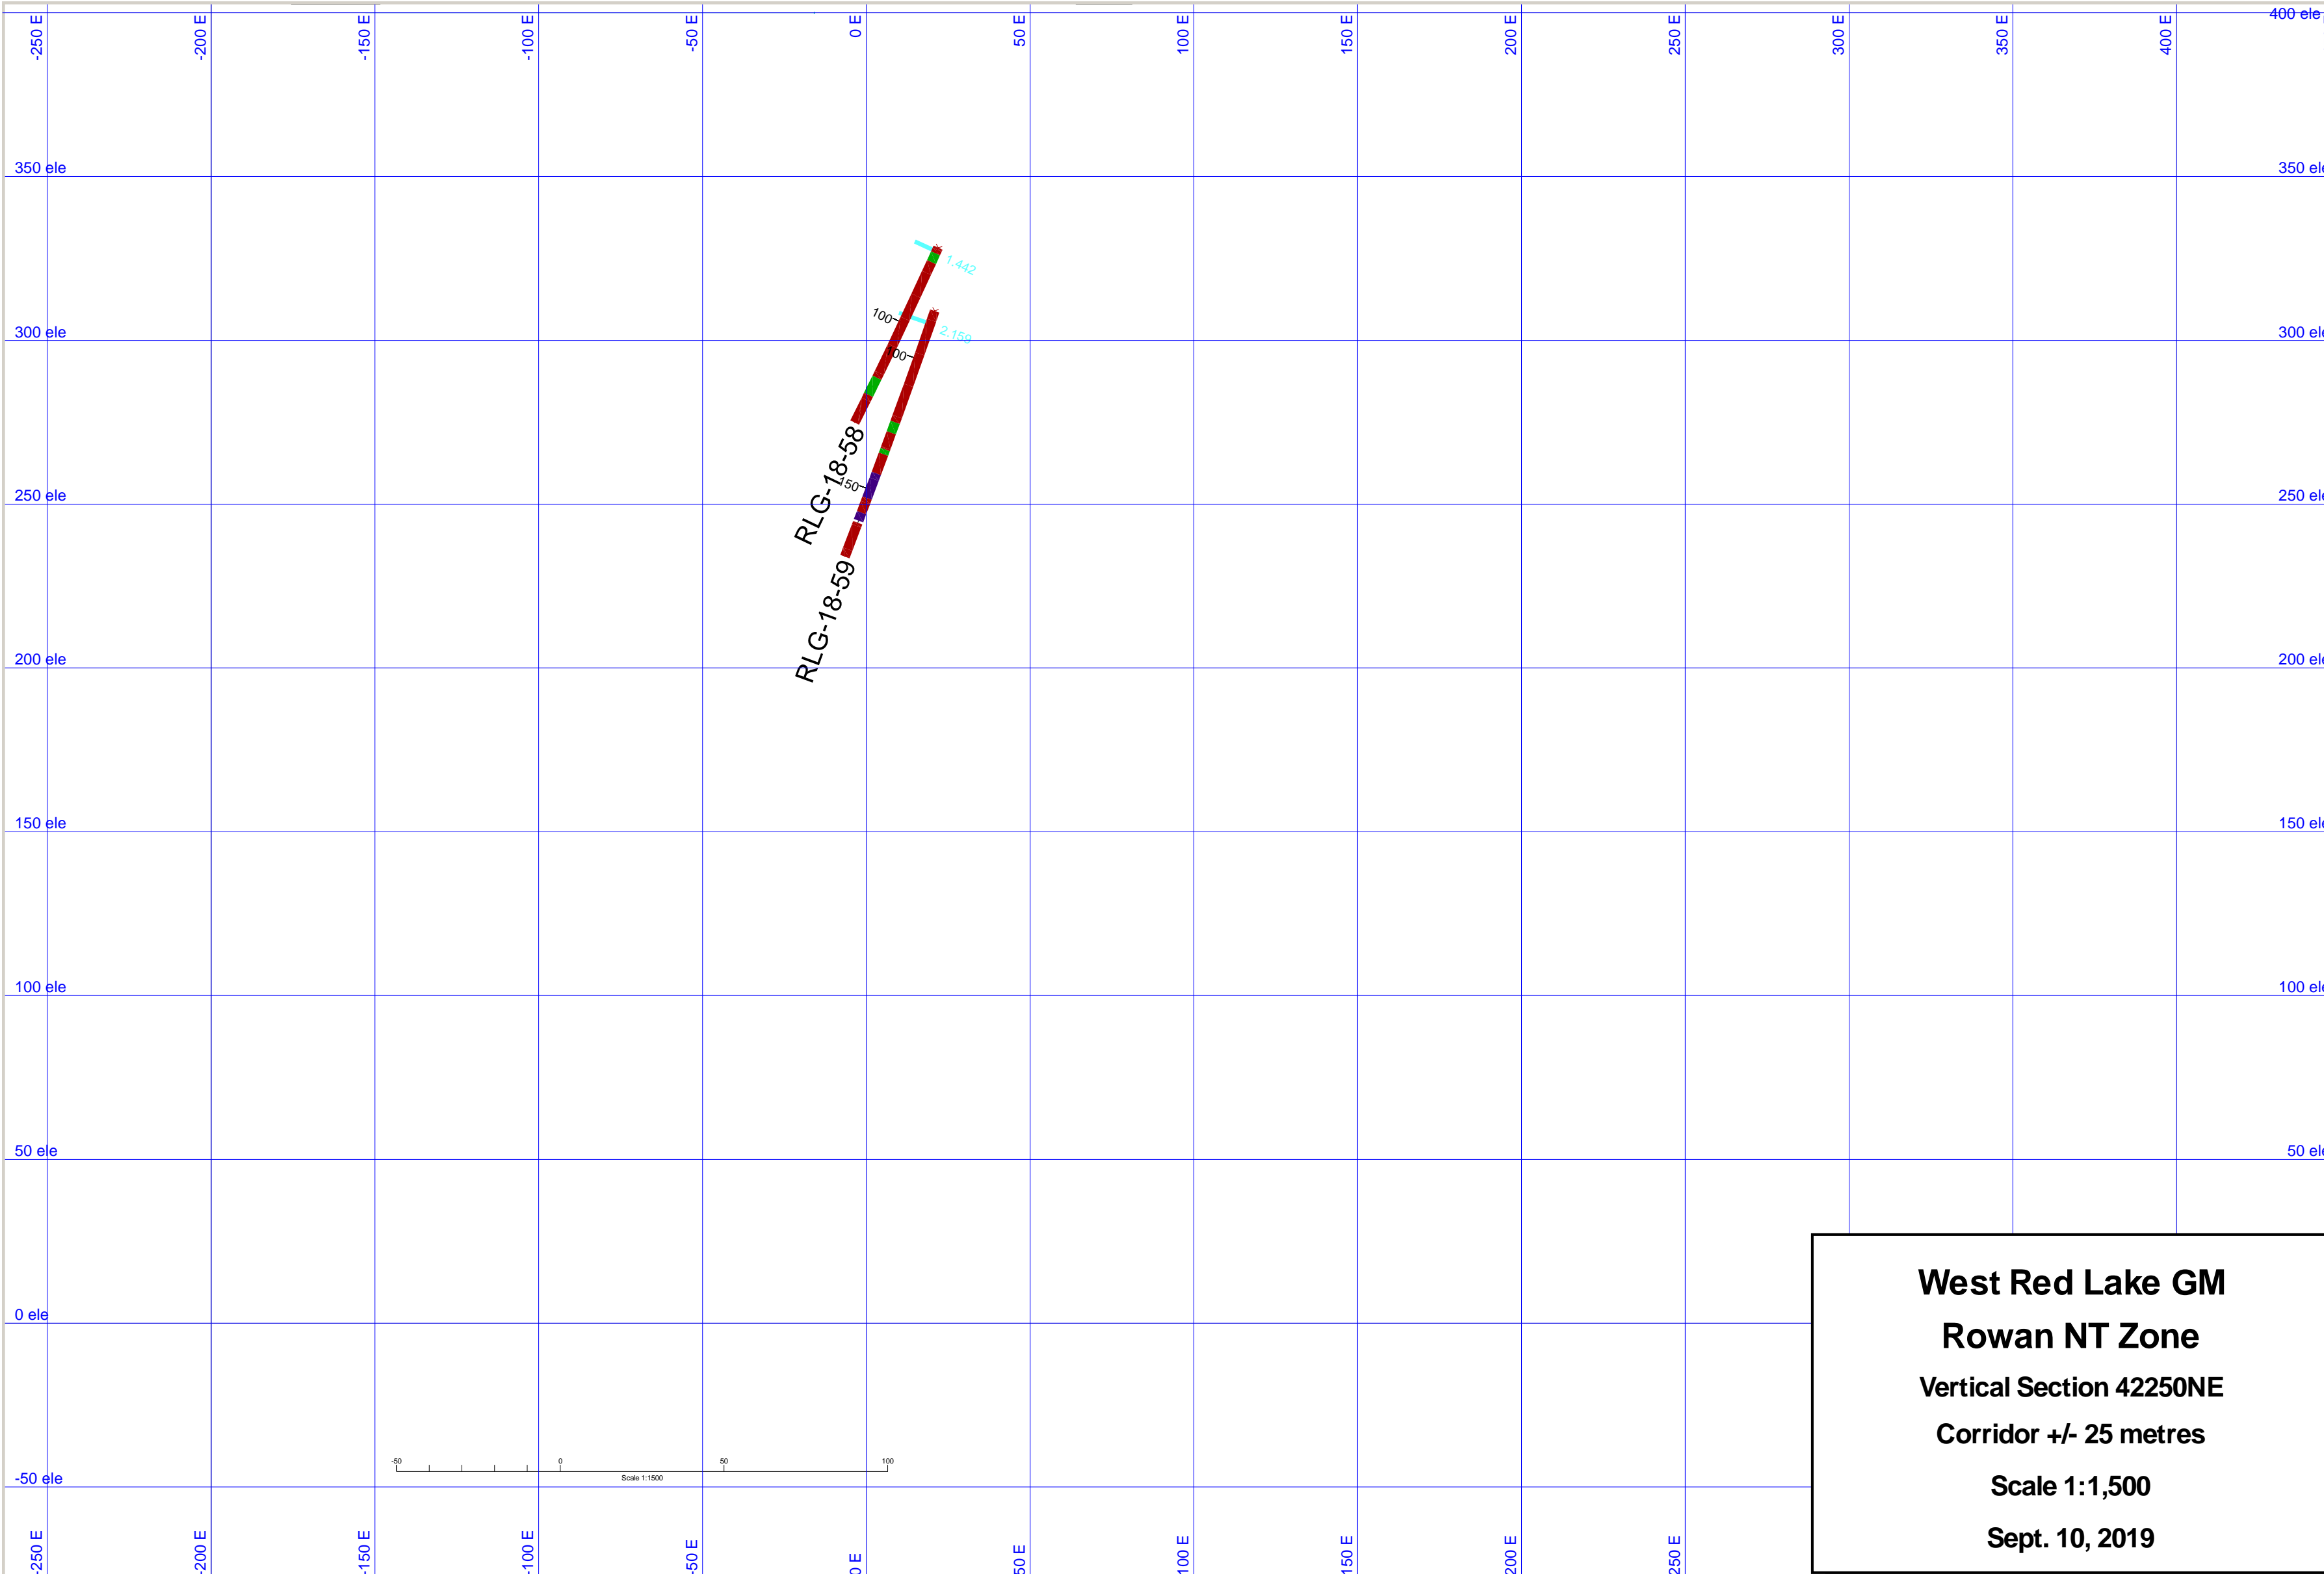 -250 E
-200 E
-150 E
-100 E
-50 E
0 E
50 E
100 E
150 E
200 E
250 E
300 E
350 E
400 E
400 ele
350 ele
350 ele
1.442
100
2.159
300 ele
300 ele
100
RLG-18-58
150
250 ele
250 ele
RLG-18-59
200 ele
200 ele
150 ele
150 ele
100 ele
100 ele
50 ele
50 ele
West Red Lake GM
0 ele
Rowan NT Zone
Vertical Section 42250NE
Corridor +/- 25 metres
-50 0 50 100
Scale 1:1500
-50 ele
Scale 1:1,500
Sept. 10, 2019
-250 E
-200 E
-150 E
-100 E
-50 E
0 E
50 E
100 E
150 E
200 E
250 E